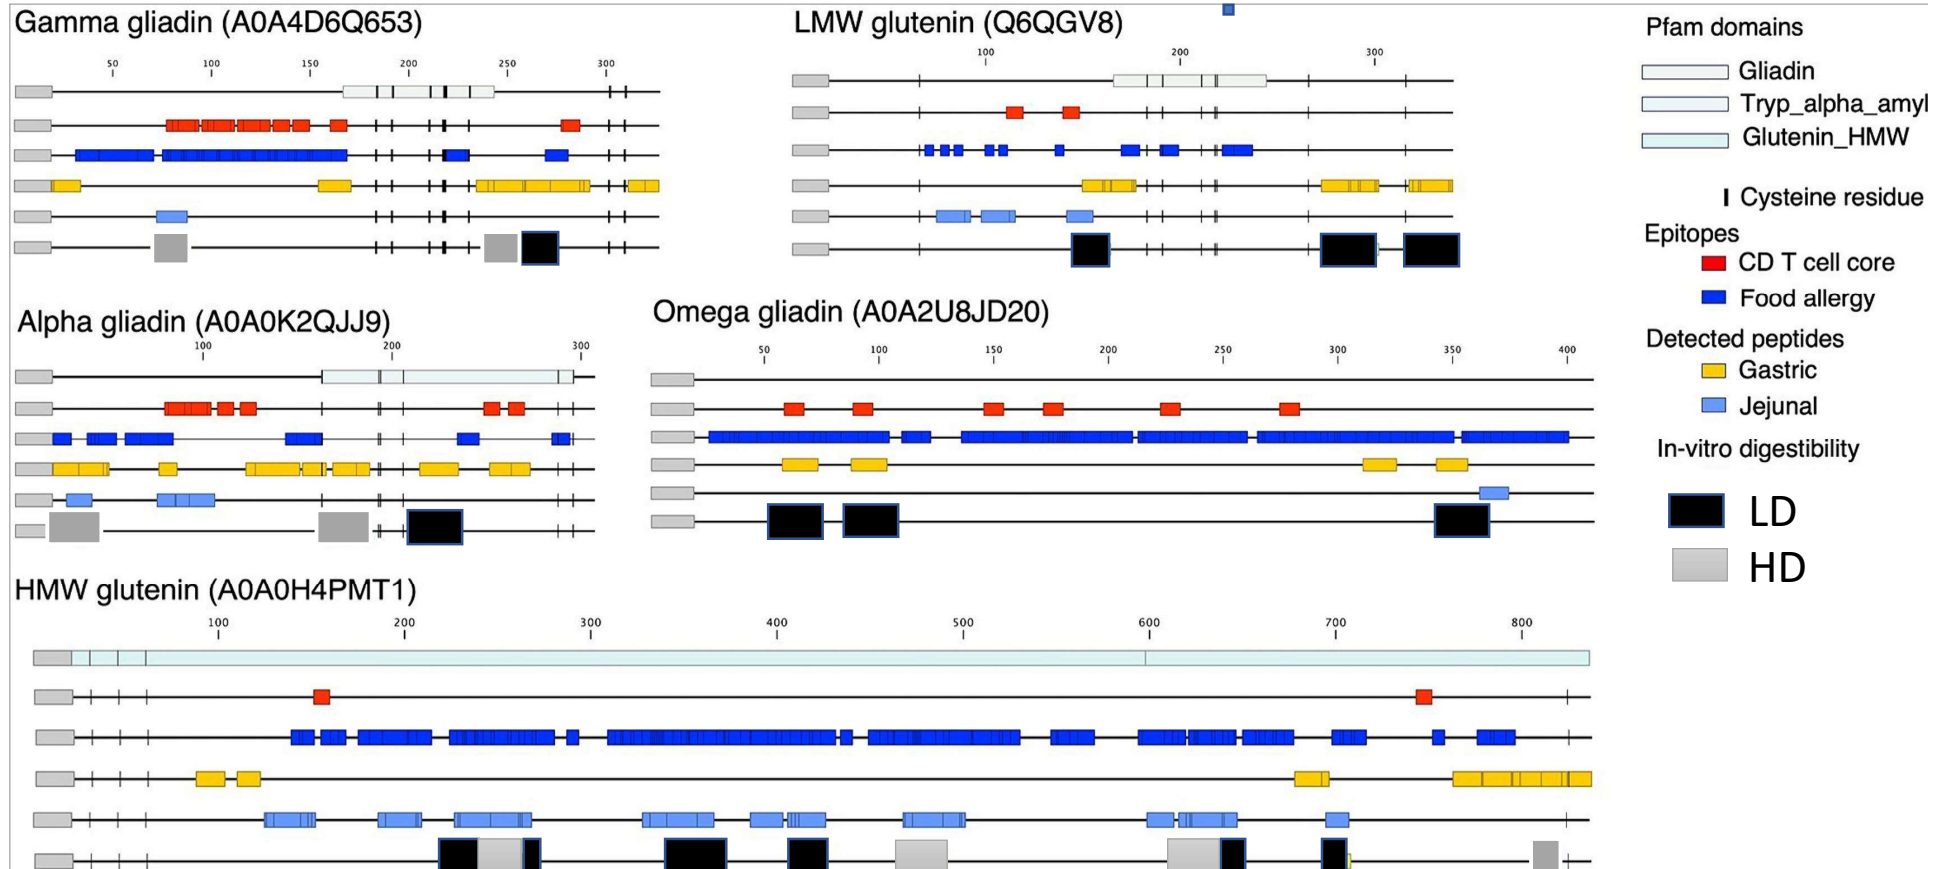 Gamma gliadin (A0A4D6Q653)
50 100 150 200 250 300
LMW glutenin (Q6QGV8)
100 200 300
Pfam domains
Gliadin
Tryp_alpha_amyl
Glutenin_HMW
Cysteine residue
Epitopes
CD T cell core
Food allergy
Detected peptides
Gastric
Jejunal
In-vitro digestibility
LD
HD
Alpha gliadin (A0A0K2QJJ9)
100 200 300
Omega gliadin (A0A2U8JD20)
50 100 150 200 250 300 350 400
HMW glutenin (A0A0H4PMT1)
100 200 300 400 500 600 700 800